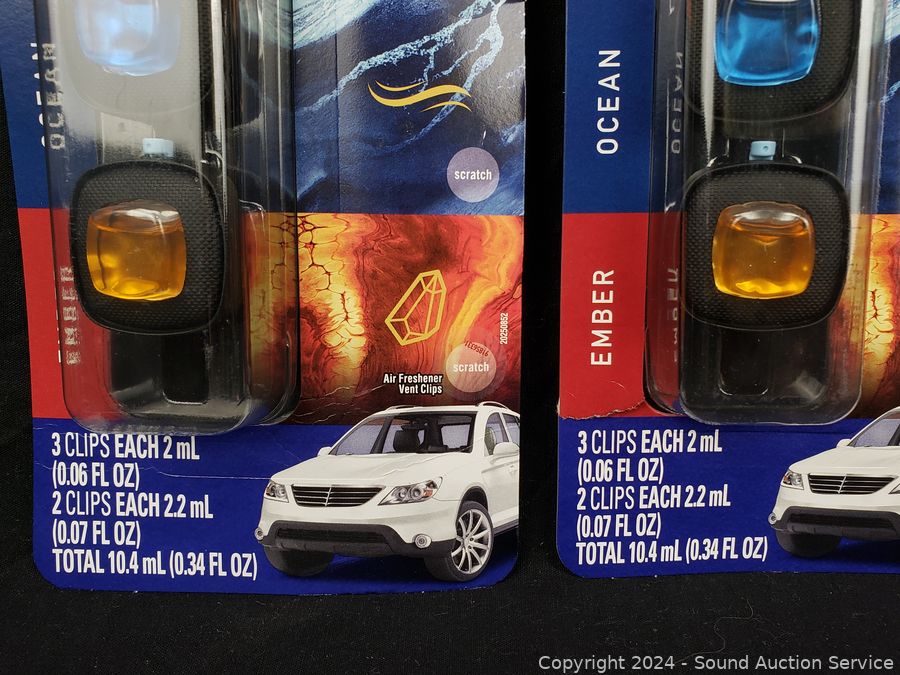 OCEAN
scratch
20250852
scratch
Air Freshener
Vent Clips
3 CLIPS EACH 2 mL
(0.06 FL OZ)
2 CLIPS EACH 2.2 mL
(0.07 FL OZ)
TOTAL 10.4 mL (0.34 FL OZ)
OCEAN
EMBER
3 CLIPS EACH 2 mL
(0.06 FL OZ)
2 CLIPS EACH 2.2 mL
(0.07 FL OZ)
TOTAL 10.4 mL (0.34 FL OZ)
Copyright © 2024 - Sound Auction Service